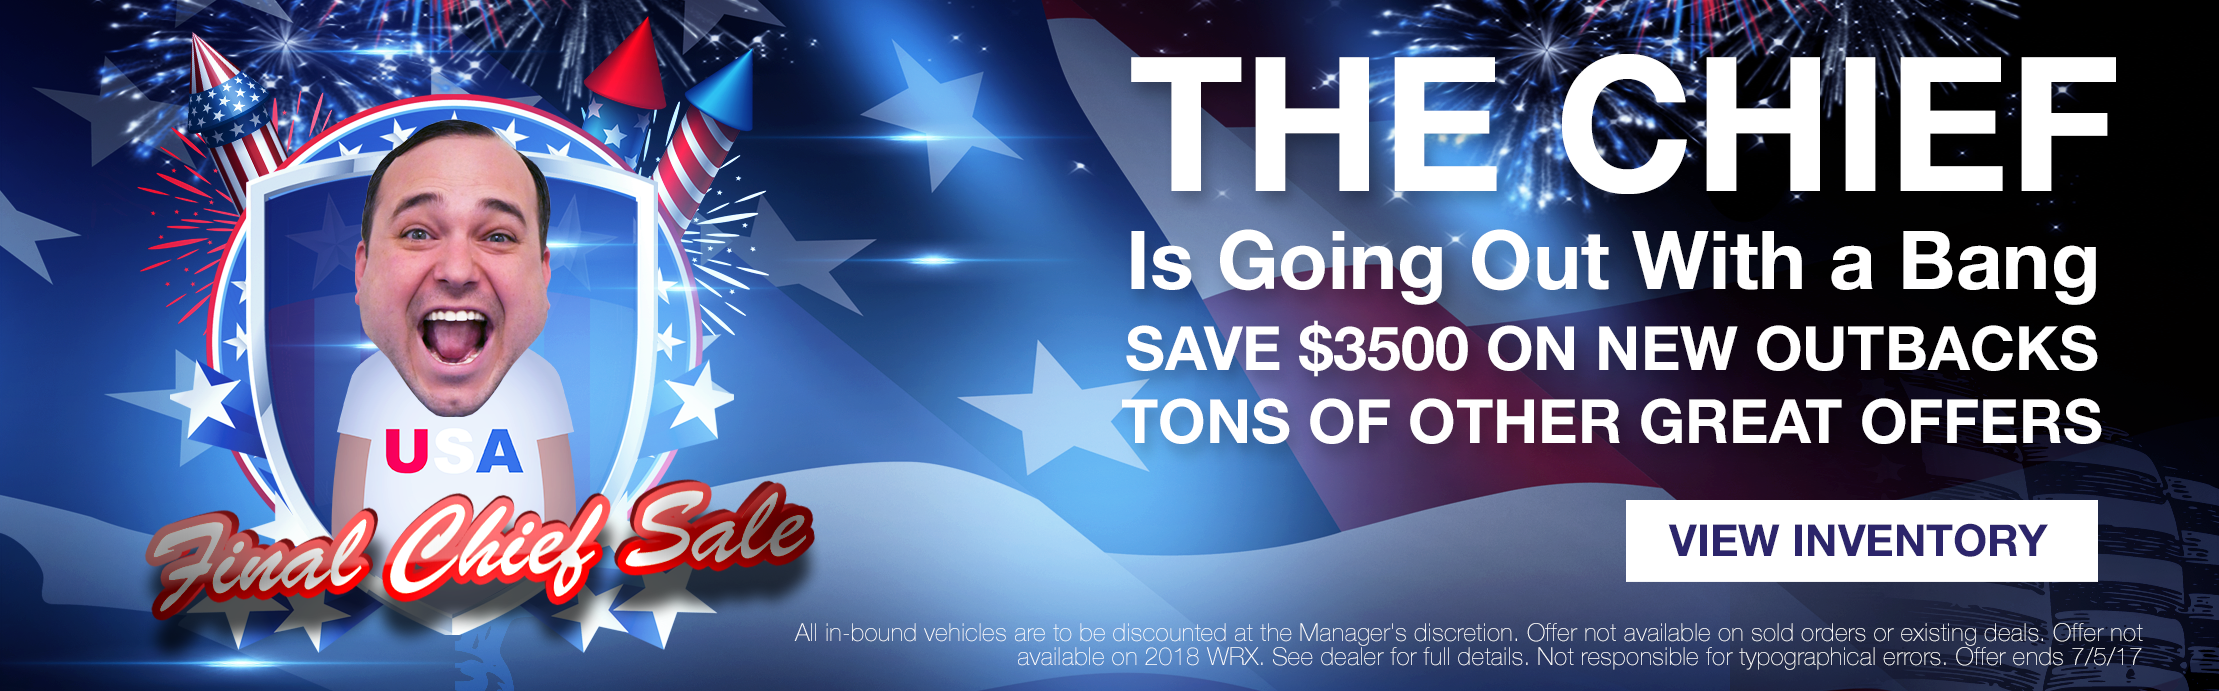 USA
Final Chief Sale
THE CHIEF
Is Going Out With a Bang
SAVE $3500 ON NEW OUTBACKS
TONS OF OTHER GREAT OFFERS
VIEW INVENTORY
All in-bound vehicles are to be discounted at the Manager's discretion. Offer not available on sold orders or existing deals. Offer not
available on 2018 WRX. See dealer for full details. Not responsible for typographical errors. Offer ends 7/5/17